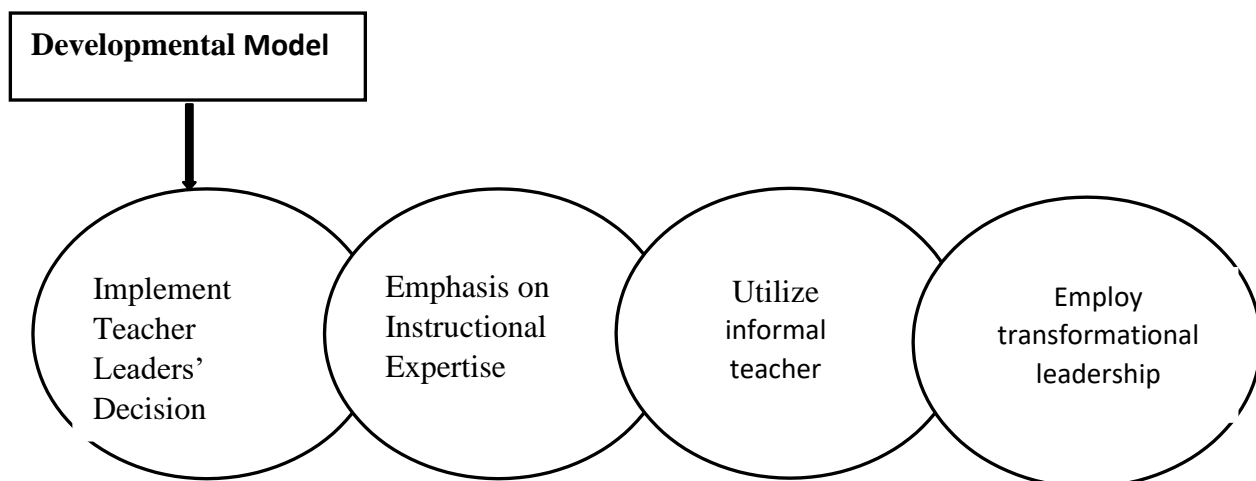 Developmental Model
Implement
Teacher
Leaders’
Decision
Emphasis on
Instructional
Expertise
Utilize
informal
teacher
Employ
transformational
leadership